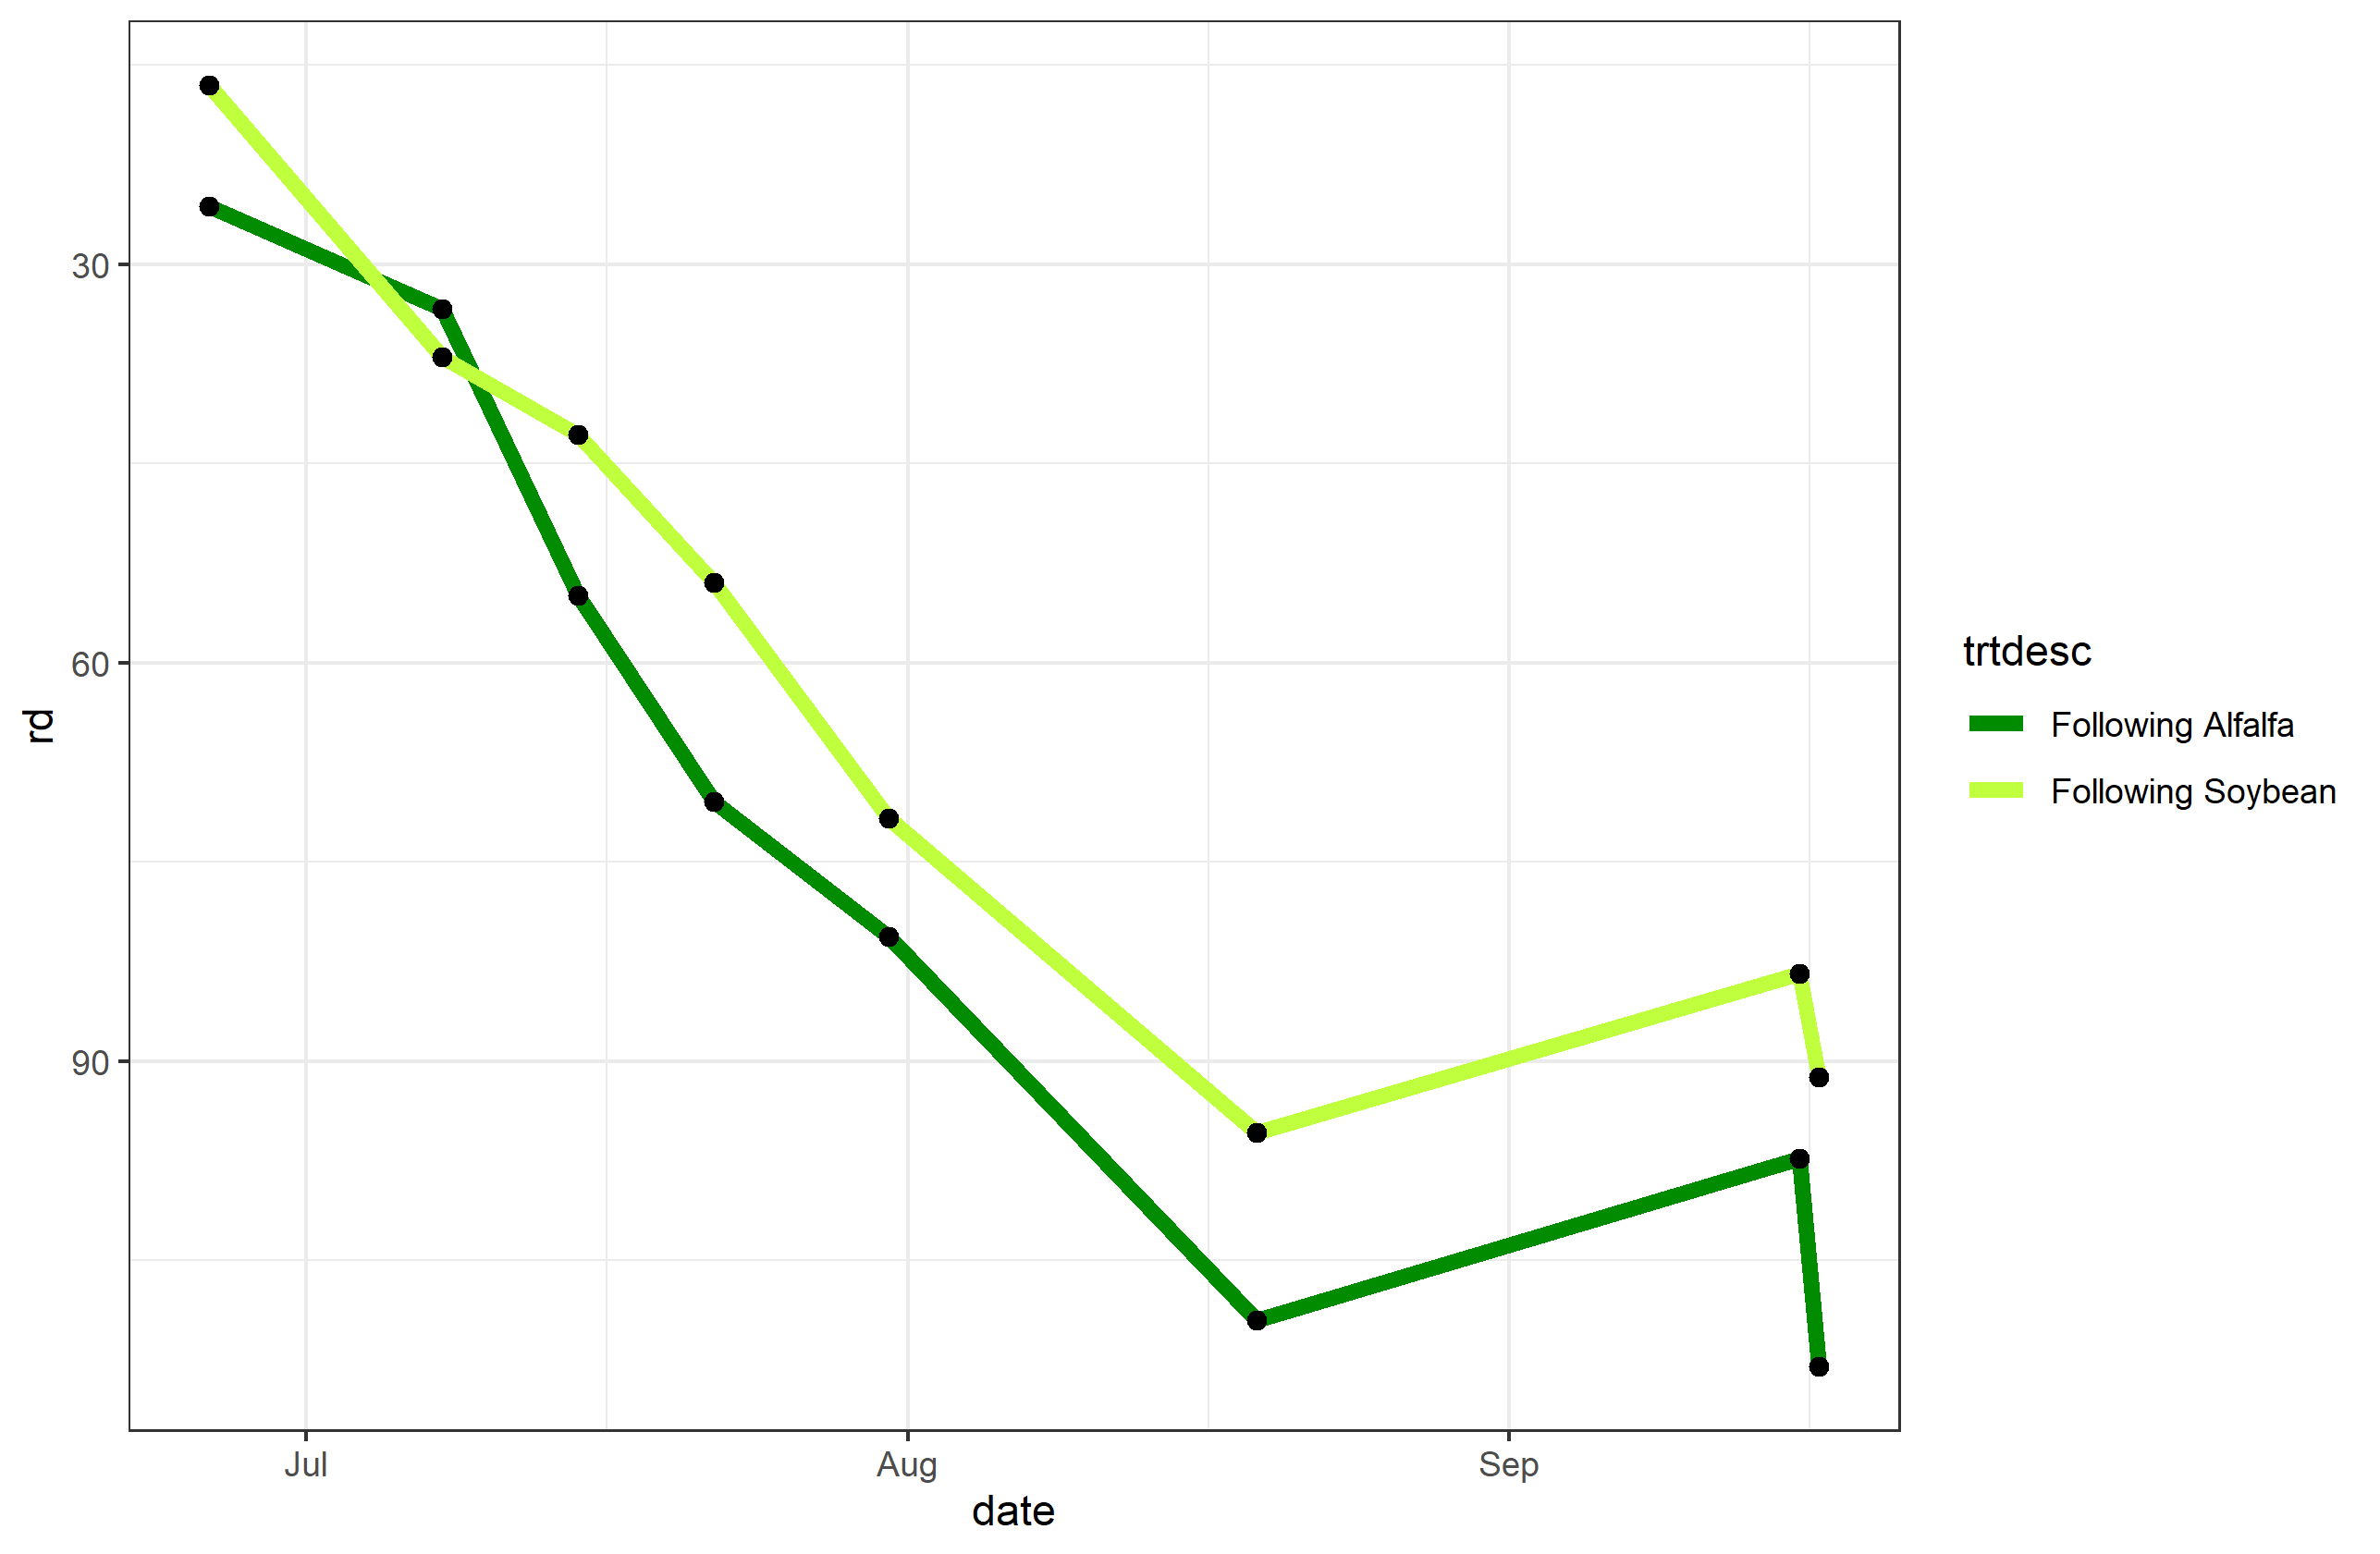 30
60
90
rd
Jul
Aug
Sep
date
trtdesc
Following Alfalfa
Following Soybean